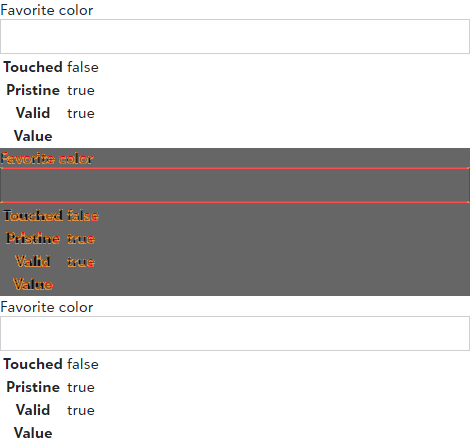 Favorite color
Touched false
Pristine true
Valid true
Value
Favorite color
Touched false
Pristine true
Valid true
Value
Favorite color
Touched false
Pristine true
Valid true
Value